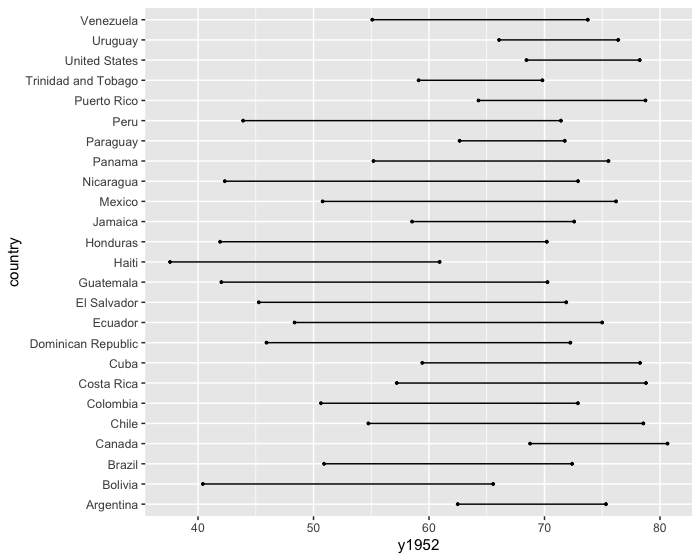 Venezuela
Uruguay
United States
Trinidad and Tobago
Puerto Rico
Peru
Paraguay
Panama
Nicaragua
Mexico
Jamaica
Honduras
Haiti
Guatemala
El Salvador
Ecuador
Dominican Republic
Cuba
Costa Rica
Colombia
Chile
Canada
Brazil
Bolivia
Argentina
country
40 50 60 70 80
y1952